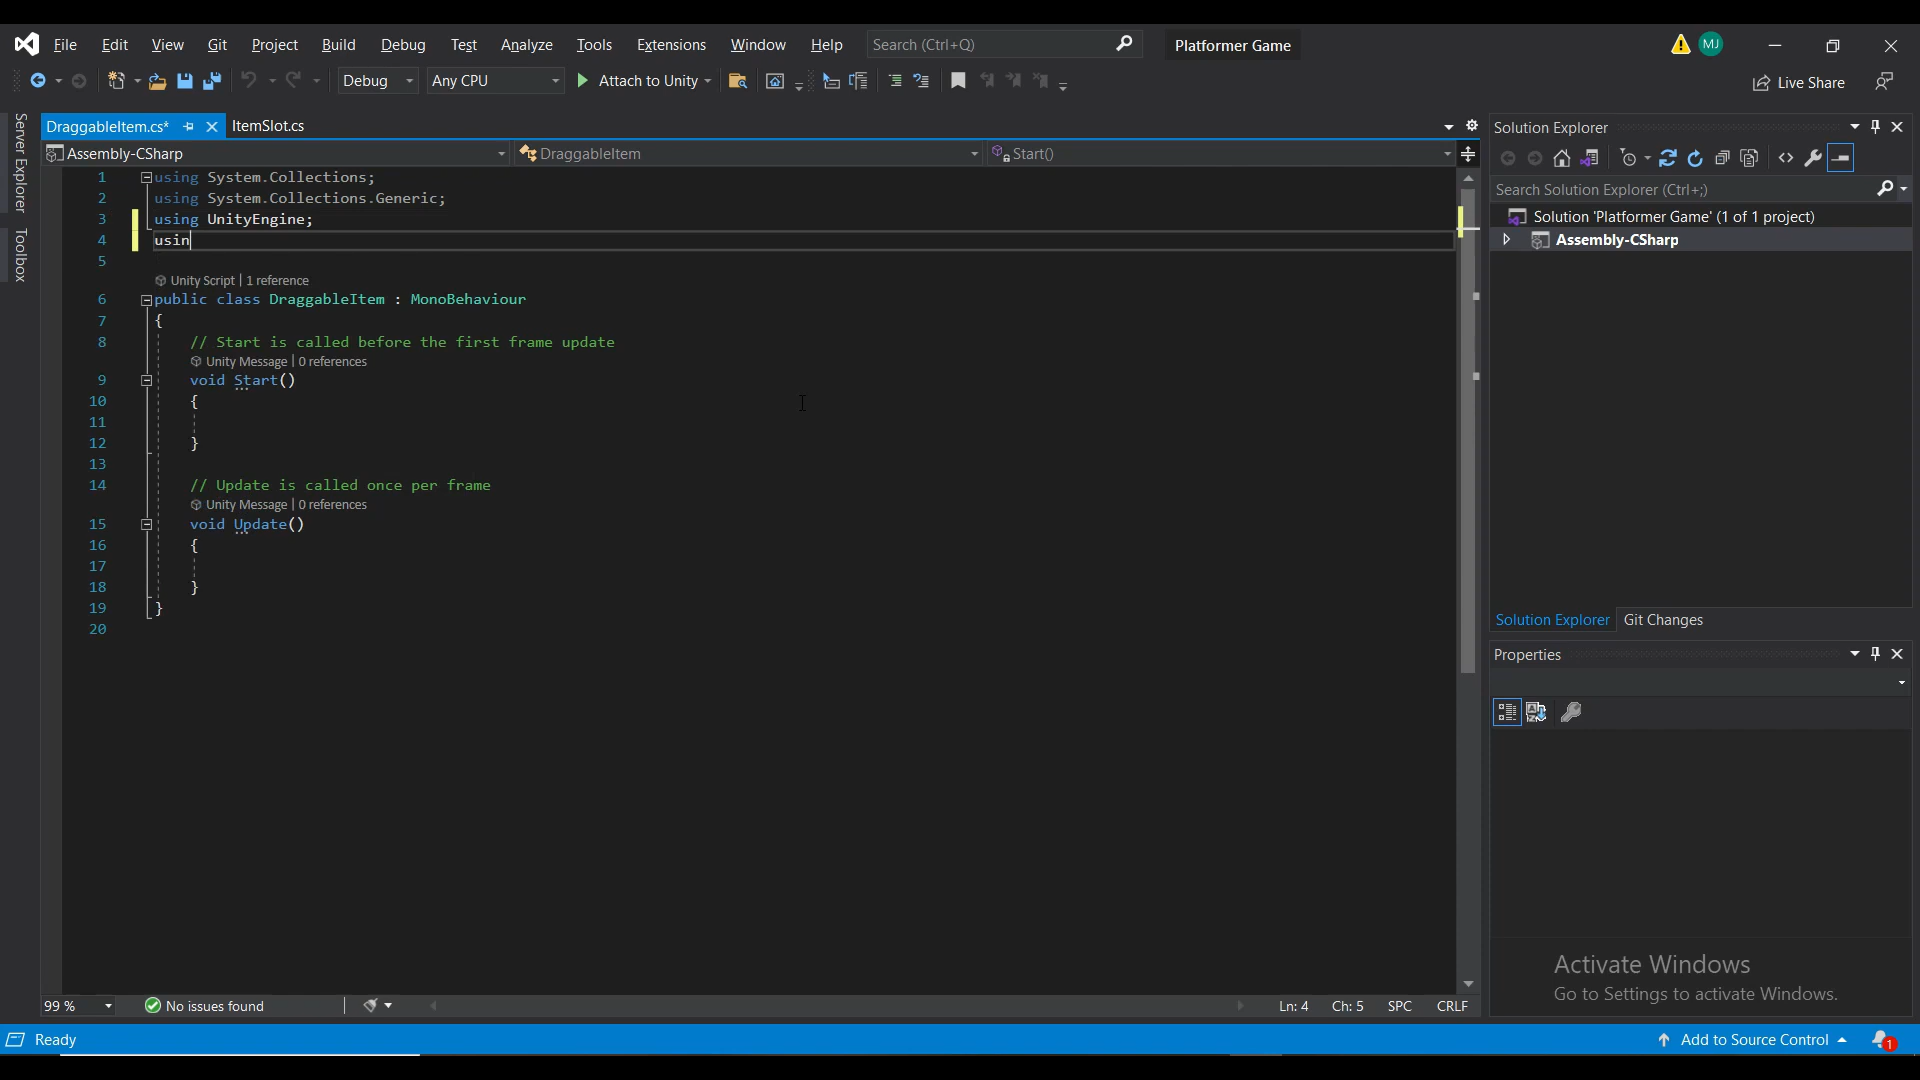 File Edit View Git Project Build Debug Test Analyze Tools Extensions Window Help Search (Ctrl+Q) Platformer Game MJ
Debug Any CPU Attach to Unity Live Share
Server Explorer
Toolbox
DraggableItem.cs* ItemSlot.cs
Assembly-CSharp DraggableItem Start()
1 using System.Collections;
2 using System.Collections.Generic;
3 using UnityEngine;
4 usin
5
Unity Script | 1 reference
6 public class DraggableItem : MonoBehaviour
7 {
8 // Start is called before the first frame update
Unity Message | 0 references
9 void Start()
10 {
11
12 }
13
14 // Update is called once per frame
Unity Message | 0 references
15 void Update()
16 {
17
18 }
19 }
20
99 % No issues found Ln: 4 Ch: 5 SPC CRLF
Solution Explorer
Search Solution Explorer (Ctrl+;)
Solution 'Platformer Game' (1 of 1 project)
Assembly-CSharp
Solution Explorer Git Changes
Properties
Activate Windows
Go to Settings to activate Windows.
Ready Add to Source Control 1